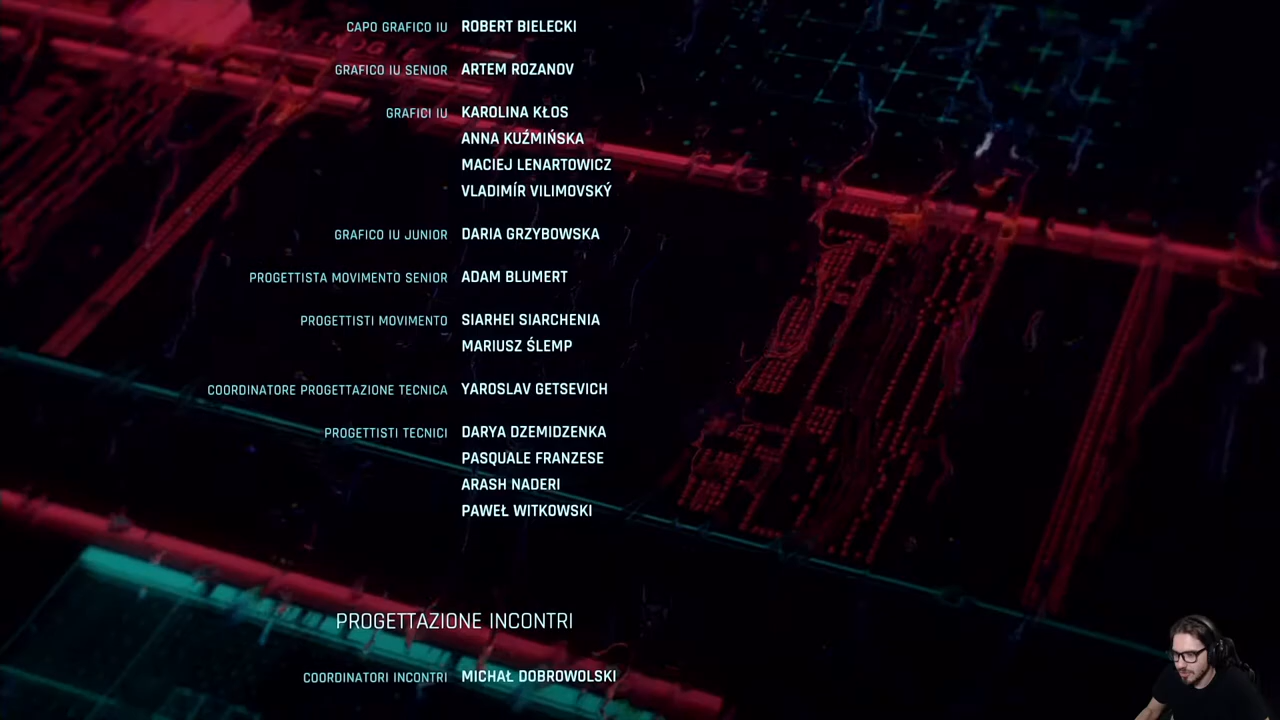 CAPO GRAFICO IU ROBERT BIELECKI
GRAFICO IU SENIOR ARTEM ROZANOV
GRAFICI IU KAROLINA KŁOS
ANNA KUŹMIŃSKA
MACIEJ LENARTOWICZ
VLADIMÍR VILIMOVSKÝ
GRAFICO IU JUNIOR DARIA GRZYBOWSKA
PROGETTISTA MOVIMENTO SENIOR ADAM BLUMERT
PROGETTISTI MOVIMENTO SIARHEI SIARCHENIA
MARIUSZ ŚLEMP
COORDINATORE PROGETTAZIONE TECNICA YAROSLAV GETSEVICH
PROGETTISTI TECNICI DARYA DZEMIDZENKA
PASQUALE FRANZESE
ARASH NADERI
PAWEŁ WITKOWSKI
PROGETTAZIONE INCONTRI
COORDINATORI INCONTRI MICHAŁ DOBROWOLSKI